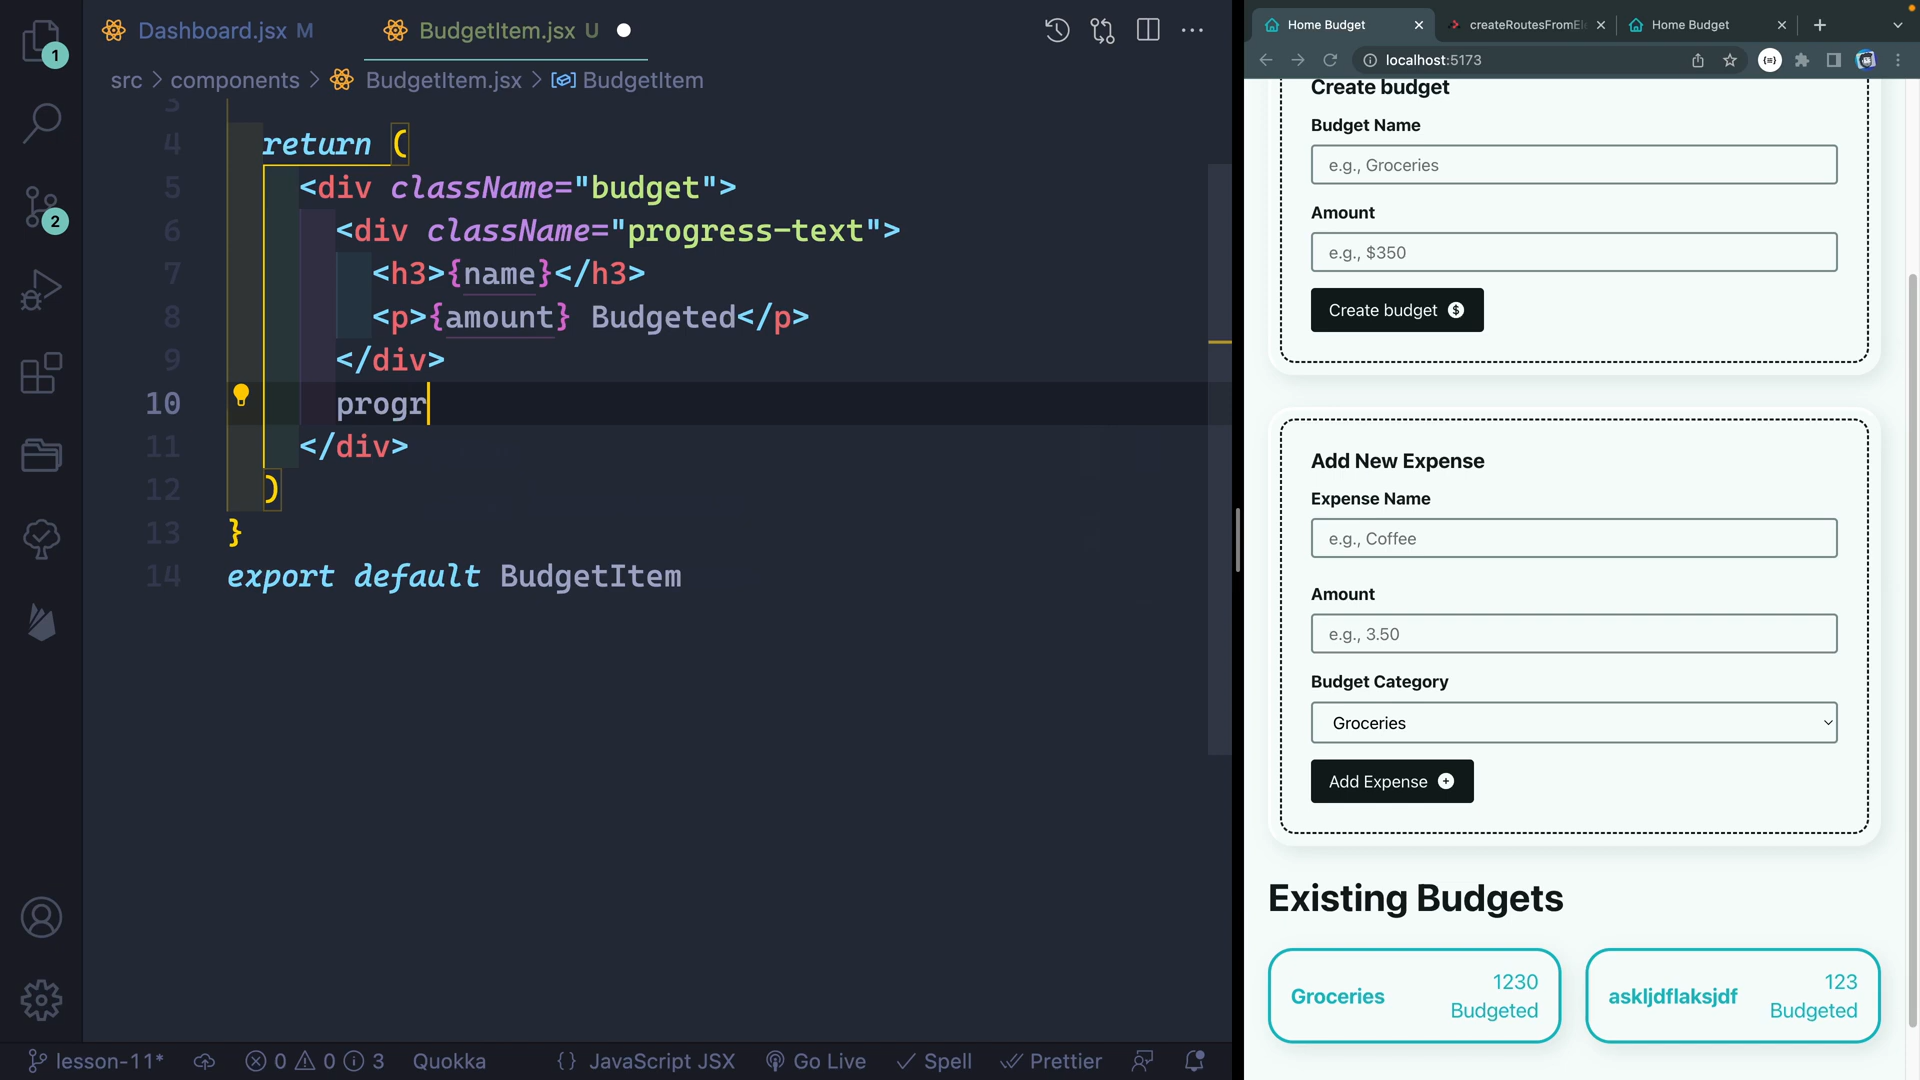 Dashboard.jsx M
BudgetItem.jsx U
src > components > BudgetItem.jsx > BudgetItem
3
4 return (
5 <div className="budget">
6 <div className="progress-text">
7 <h3>{name}</h3>
8 <p>{amount} Budgeted</p>
9 </div>
10 progr
11 </div>
12 )
13 }
14 export default BudgetItem
1
2
lesson-11*
0
0
3
Quokka
{} JavaScript JSX
Go Live
Spell
Prettier
Home Budget
createRoutesFromEl
Home Budget
localhost:5173
Create budget
Budget Name
e.g., Groceries
Amount
e.g., $350
Create budget $
Add New Expense
Expense Name
e.g., Coffee
Amount
e.g., 3.50
Budget Category
Groceries
Add Expense
Existing Budgets
Groceries
1230
Budgeted
askljdflaksjdf
123
Budgeted